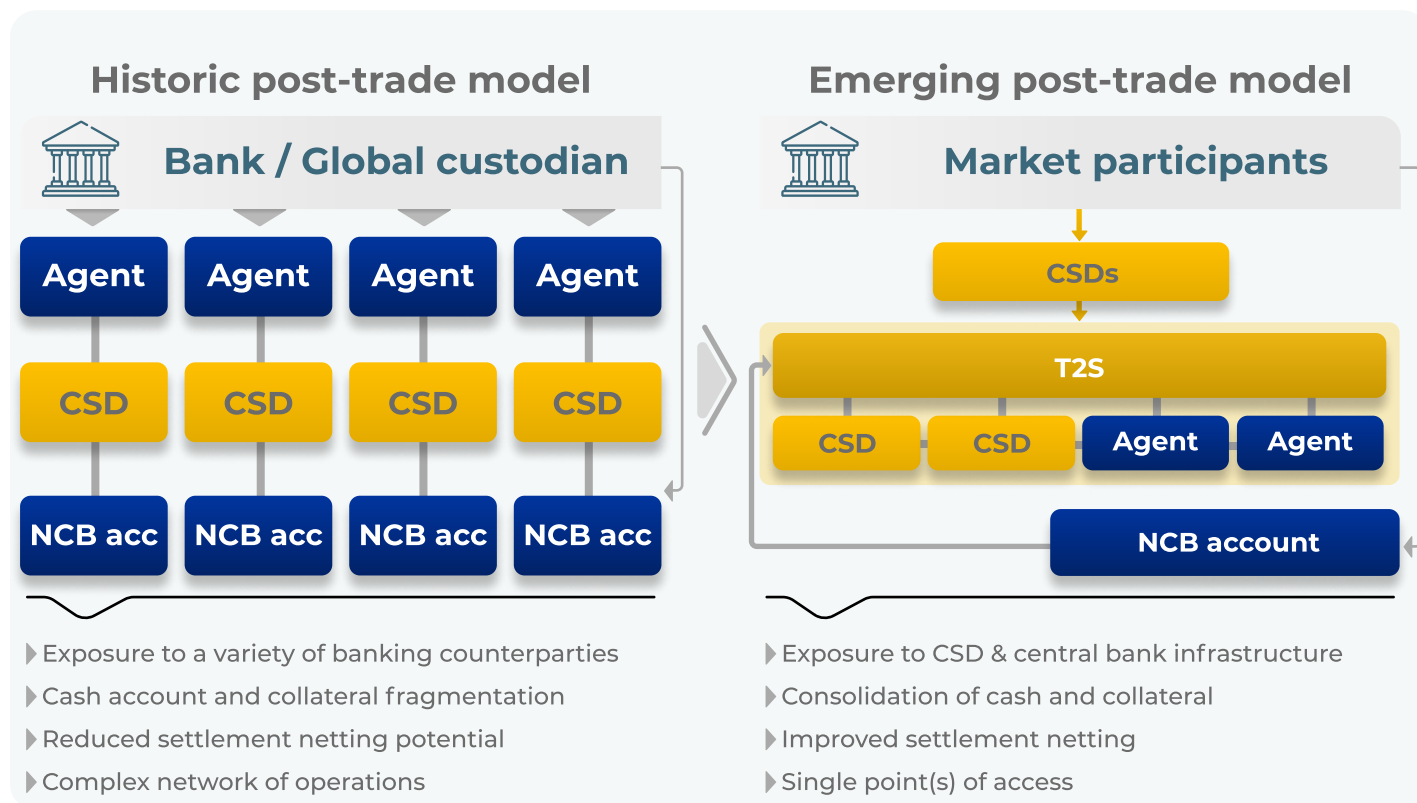 Historic post-trade model
Bank / Global custodian
Agent
Agent
Agent
Agent
CSD
CSD
CSD
CSD
NCB acc
NCB acc
NCB acc
NCB acc
Exposure to a variety of banking counterparties
Cash account and collateral fragmentation
Reduced settlement netting potential
Complex network of operations
Emerging post-trade model
Market participants
CSDs
T2S
CSD
CSD
Agent
Agent
NCB account
Exposure to CSD & central bank infrastructure
Consolidation of cash and collateral
Improved settlement netting
Single point(s) of access